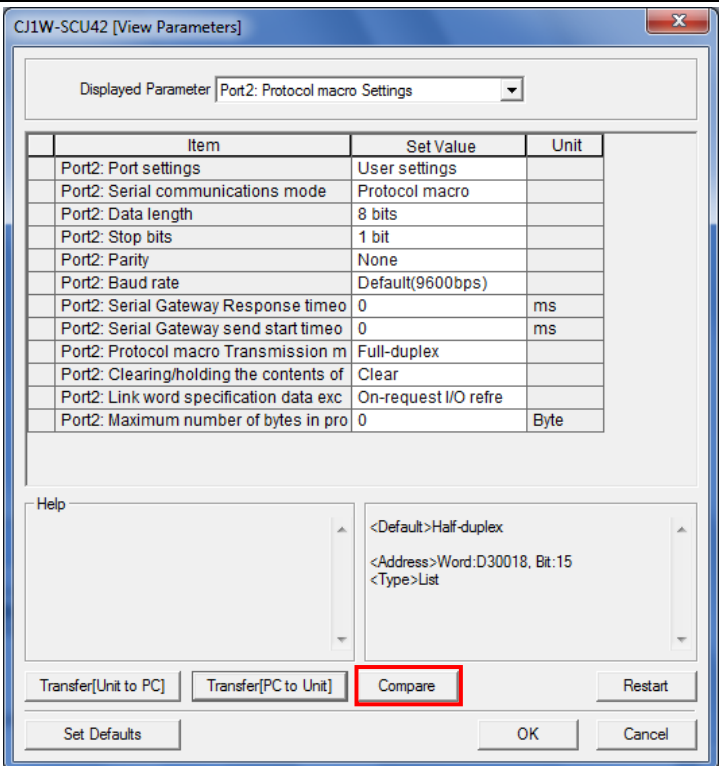 CJ1W-SCU42 [View Parameters]
Displayed Parameter Port2: Protocol macro Settings
Item Set Value Unit
Port2: Port settings User settings
Port2: Serial communications mode Protocol macro
Port2: Data length 8 bits
Port2: Stop bits 1 bit
Port2: Parity None
Port2: Baud rate Default(9600bps)
Port2: Serial Gateway Response timeo 0 ms
Port2: Serial Gateway send start timeo 0 ms
Port2: Protocol macro Transmission m Full-duplex
Port2: Clearing/holding the contents of Clear
Port2: Link word specification data exc On-request I/O refre
Port2: Maximum number of bytes in pro 0 Byte
Help
<Default>Half-duplex
<Address>Word:D30018, Bit:15
<Type>List
Transfer[Unit to PC] Transfer[PC to Unit] Compare Restart
Set Defaults OK Cancel